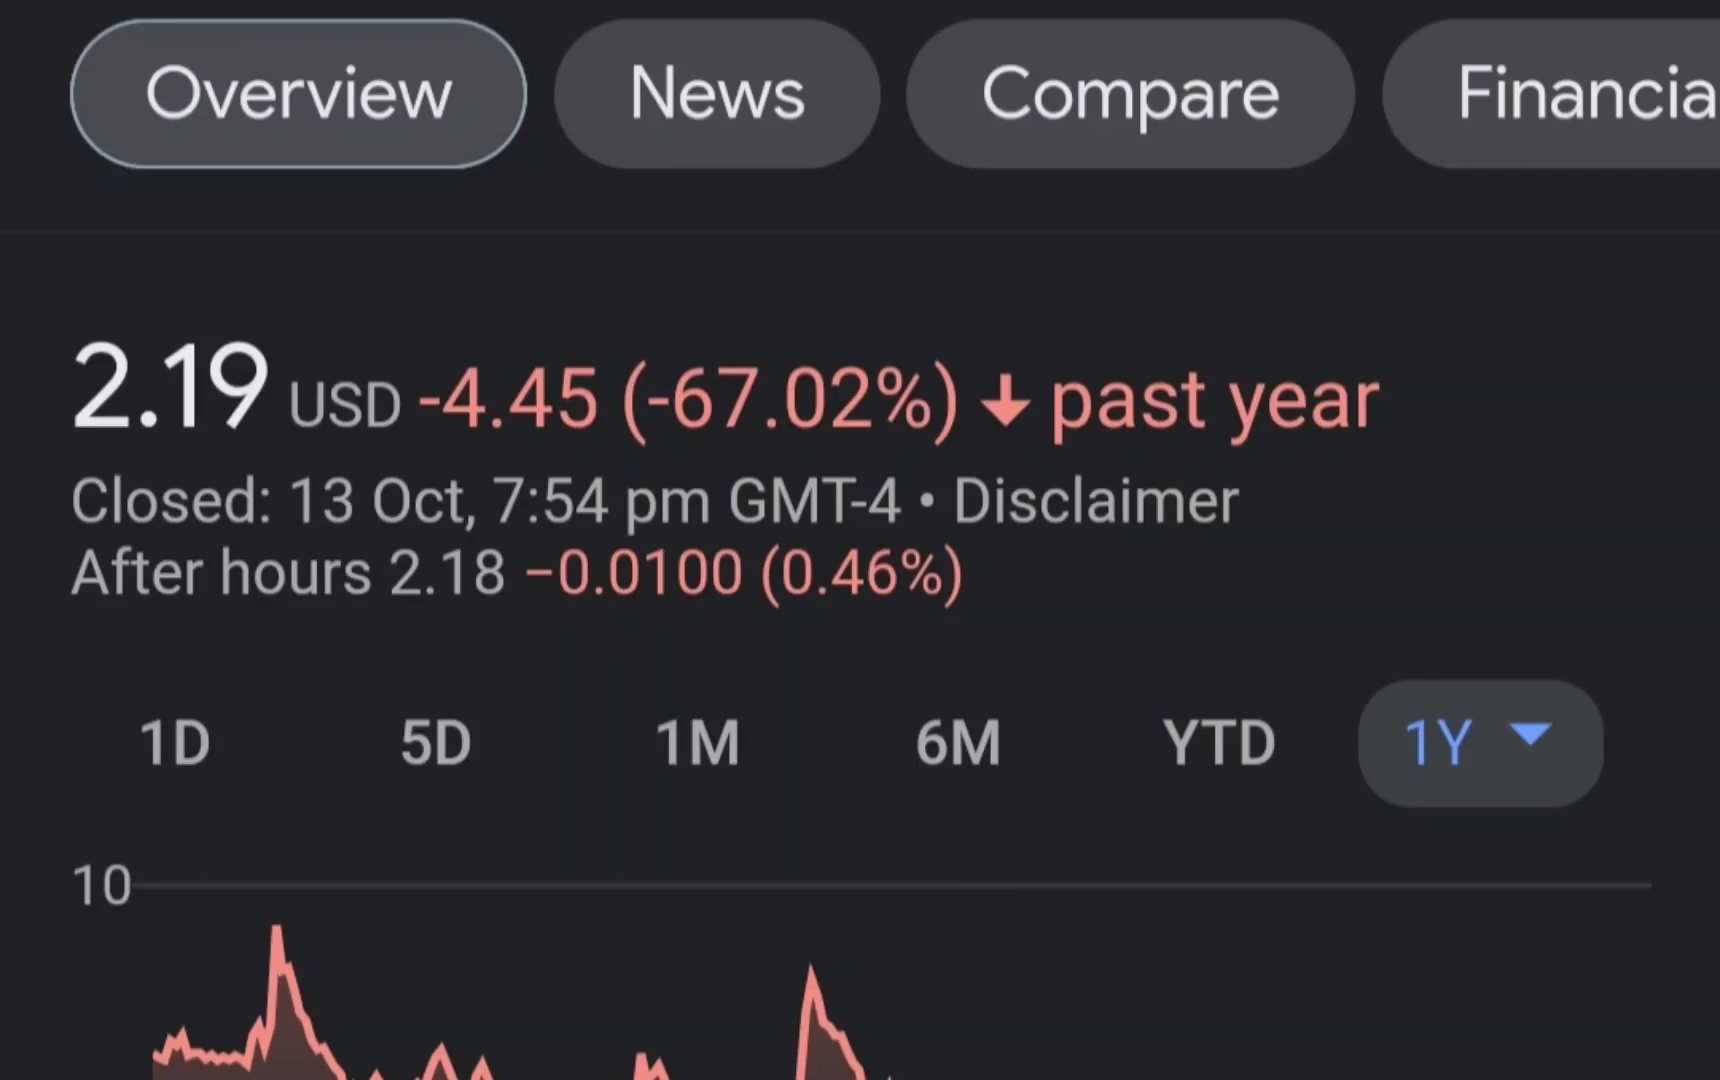 Overview News Compare Financia
2.19 USD -4.45 (-67.02%) ↓ past year
Closed: 13 Oct, 7:54 pm GMT-4 • Disclaimer
After hours 2.18 −0.0100 (0.46%)
1D 5D 1M 6M YTD 1Y
10